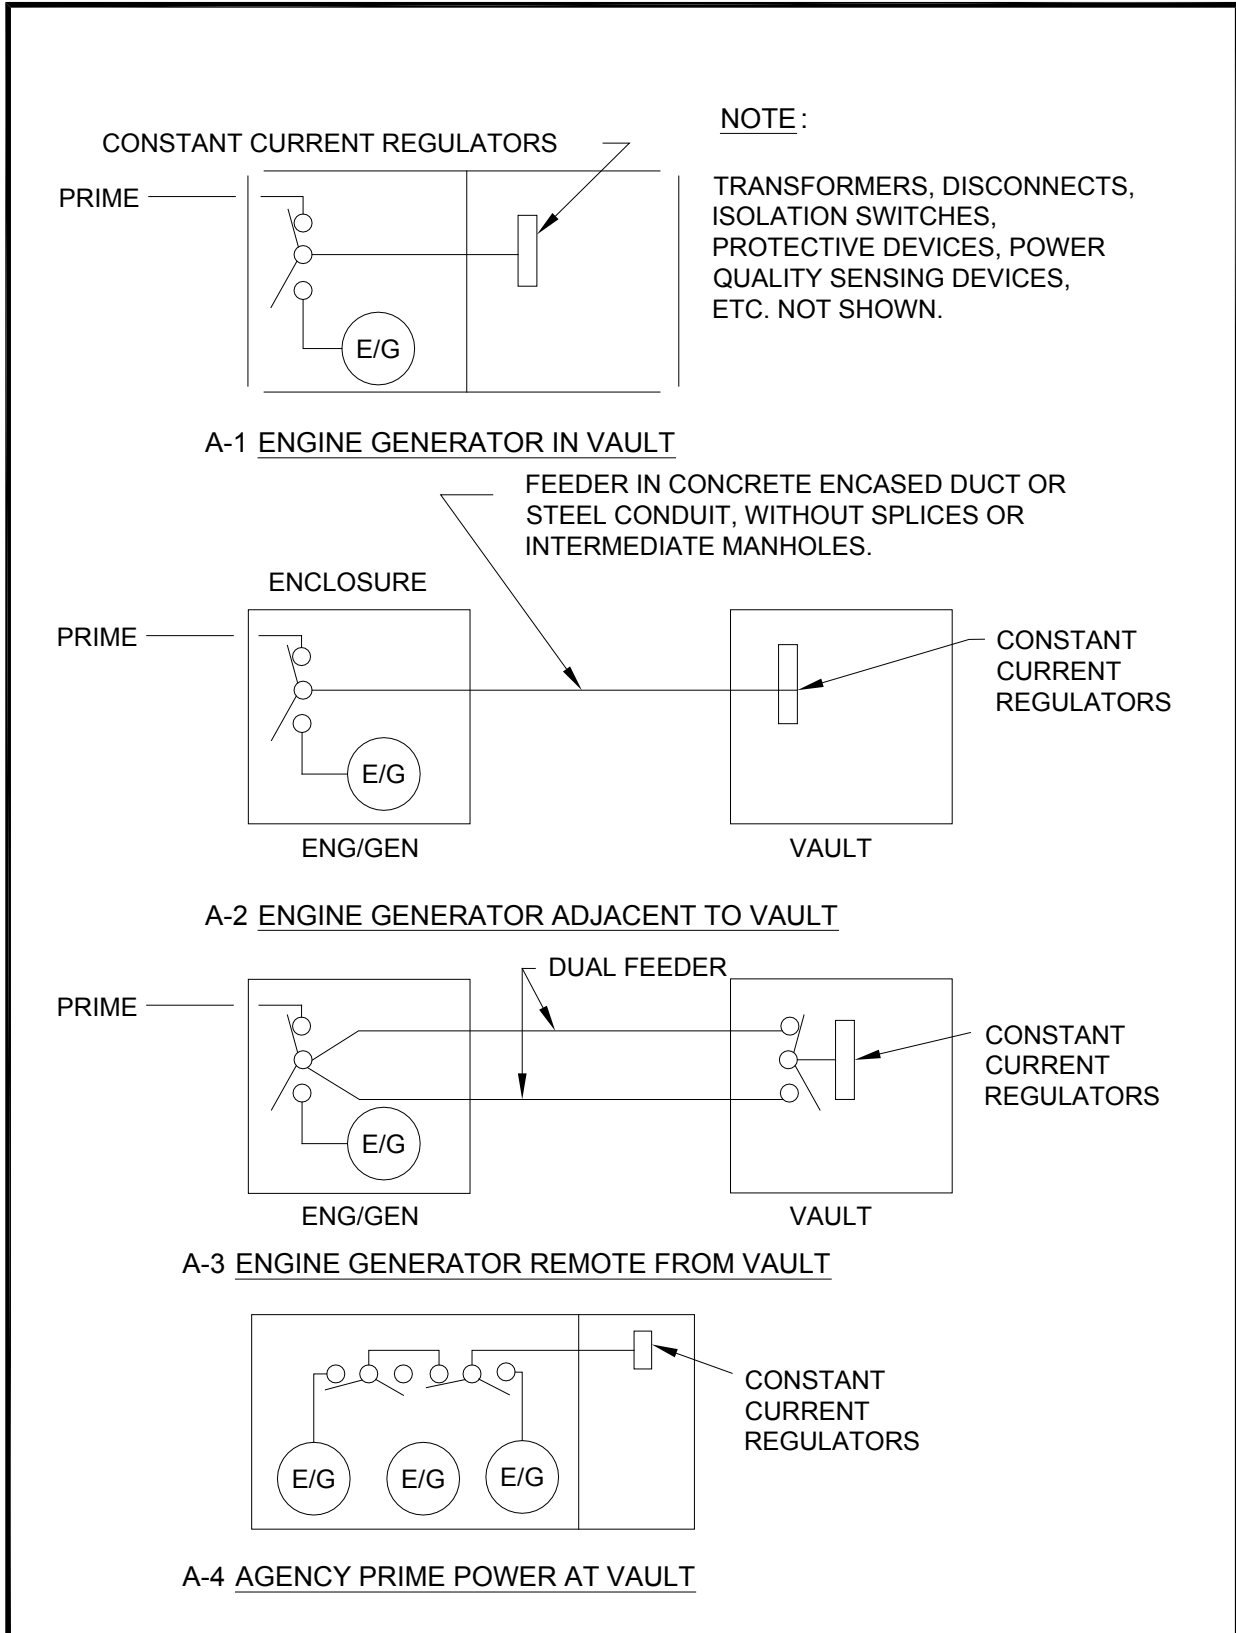 NOTE:
CONSTANT CURRENT REGULATORS
PRIME
TRANSFORMERS, DISCONNECTS,
ISOLATION SWITCHES,
PROTECTIVE DEVICES, POWER
QUALITY SENSING DEVICES,
ETC. NOT SHOWN.
E/G
A-1 ENGINE GENERATOR IN VAULT
FEEDER IN CONCRETE ENCASED DUCT OR
STEEL CONDUIT, WITHOUT SPLICES OR
INTERMEDIATE MANHOLES.
ENCLOSURE
PRIME
CONSTANT
CURRENT
REGULATORS
E/G
ENG/GEN
VAULT
A-2 ENGINE GENERATOR ADJACENT TO VAULT
DUAL FEEDER
PRIME
CONSTANT
CURRENT
REGULATORS
E/G
ENG/GEN
VAULT
A-3 ENGINE GENERATOR REMOTE FROM VAULT
CONSTANT
CURRENT
REGULATORS
E/G
E/G
E/G
A-4 AGENCY PRIME POWER AT VAULT